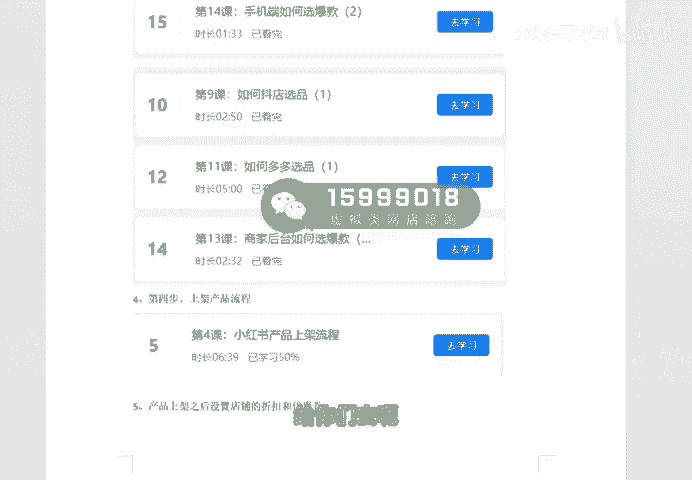 15
第14课：手机端如何选爆款（2）
时长01:33 已看完
去学习
10
第9课：如何抖店选品（1）
时长02:50 已看完
去学习
12
第11课：如何多多选品（1）
时长05:00
去学习
15999018
虚拟类网店陪跑
14
第13课：商家后台如何选爆款（...
时长02:32 已看完
去学习
4、第四步，上架产品流程
5
第4课：小红书产品上架流程
时长06:39 已学习50%
去学习
5、产品上架之后设置店铺的折扣和优惠券